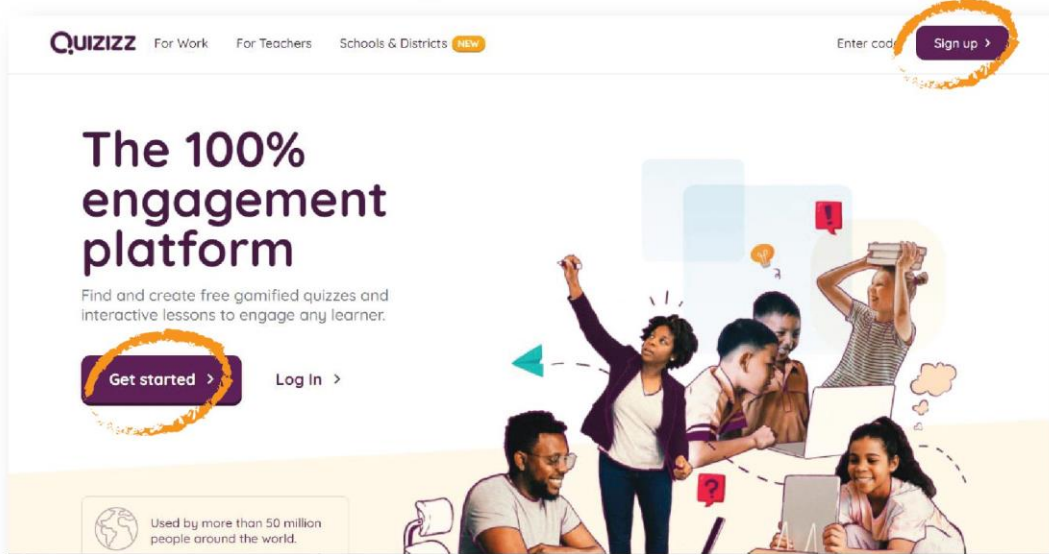 QUIZIZZ For Work For Teachers Schools & Districts NEW Enter code Sign up >
The 100%
engagement
platform
Find and create free gamified quizzes and
interactive lessons to engage any learner.
Get started > Log In >
Used by more than 50 million
people around the world.